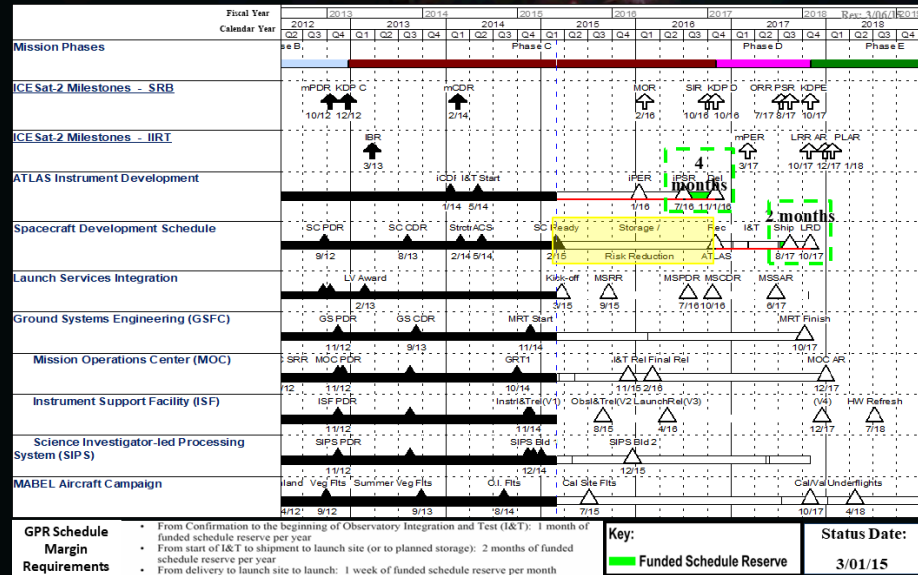 Fiscal Year 2013 2014 2015 2016 2017 2018
Rev: 3/06/15
Calendar Year 2012 2013 2014 2015 2016 2017 2018
Q2 Q3 Q4 Q1 Q2 Q3 Q4 Q1 Q2 Q3 Q4 Q1 Q2 Q3 Q4 Q1 Q2 Q3 Q4 Q1 Q2 Q3 Q4 Q1 Q2 Q3 Q4
Mission Phases
se B, Phase C Phase D Phase E
ICESat-2 Milestones - SRB
mPDR KDP C mCDR MOR SIR KDP D ORR PSR KDPE
10/12 12/12 2/14 2/16 10/16 10/16 7/17 8/17 10/17
ICESat-2 Milestones - IIRT
IBR mPER LRR AR PLAR
3/13 3/17 10/17 12/17 1/18
4 months
ATLAS Instrument Development
iCDR I&T Start iPER iPSR Del
1/14 5/14 1/16 7/16 11/1/16
2 months
Spacecraft Development Schedule
SC PDR SC CDR Strctr ACS SC Ready Storage / Rec I&T Ship LRD
9/12 8/13 2/14 5/14 2/15 Risk Reduction ATLAS 8/17 10/17
Launch Services Integration
LV Award Kick-off MSRR MSPDR MSCDR MSSAR
2/13 3/15 9/15 7/16 10/16 6/17
Ground Systems Engineering (GSFC)
GS PDR GS CDR MRT Start MRT Finish
11/12 9/13 11/14 10/17
Mission Operations Center (MOC)
C SRR MOC PDR GRT1 I&T Rel Final Rel MOC AR
/12 11/12 10/14 11/15 2/16 12/17
Instrument Support Facility (ISF)
ISF PDR InstrI&Trel(V1) ObsI&Trel(V2 LaunchRel(V3) (V4) HW Refresh
11/12 11/14 8/15 4/16 12/17 7/18
Science Investigator-led Processing
System (SIPS)
SIPS PDR SIPS Bld SIPS Bld 2
11/12 12/14 12/15
MABEL Aircraft Campaign
land Veg Flts Summer Veg Flts C.I. Flts Cal Site Flts Cal/Val Underflights
4/12 9/12 9/13 8/14 7/15 10/17 4/18
GPR Schedule
Margin
Requirements
• From Confirmation to the beginning of Observatory Integration and Test (I&T): 1 month of
funded schedule reserve per year
• From start of I&T to shipment to launch site (or to planned storage): 2 months of funded
schedule reserve per year
• From delivery to launch site to launch: 1 week of funded schedule reserve per month
Key:
Funded Schedule Reserve
Status Date:
3/01/15